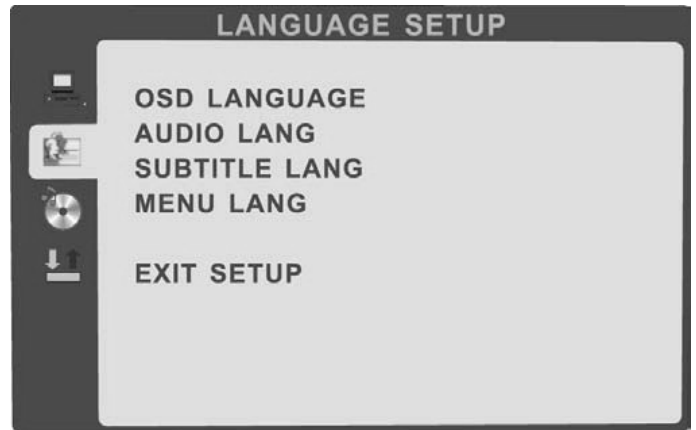 LANGUAGE SETUP
OSD LANGUAGE
AUDIO LANG
SUBTITLE LANG
MENU LANG
EXIT SETUP